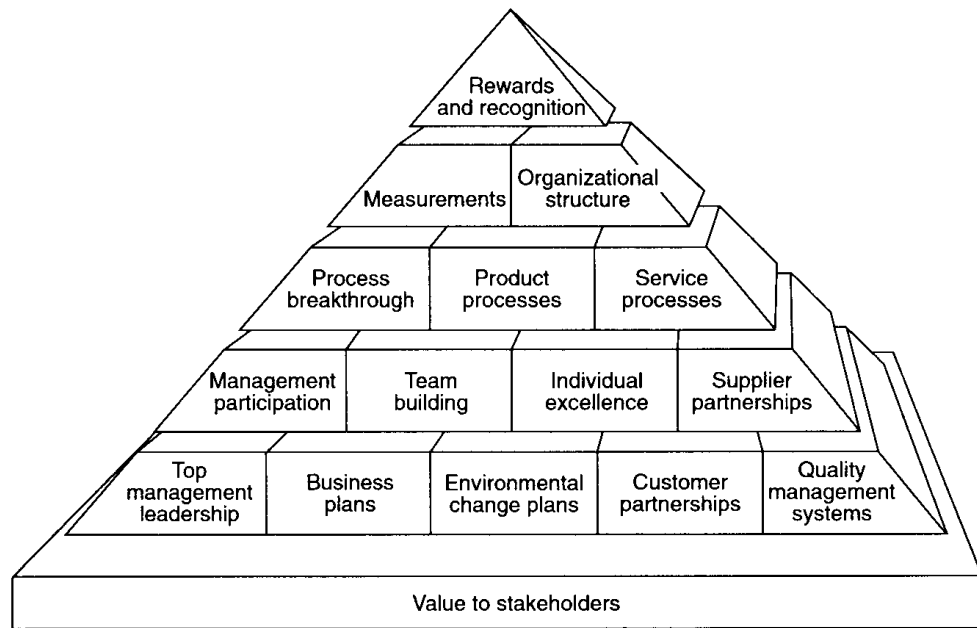 Rewards
and recognition
Measurements
Organizational
structure
Process
breakthrough
Product
processes
Service
processes
Management
participation
Team
building
Individual
excellence
Supplier
partnerships
Top
management
leadership
Business
plans
Environmental
change plans
Customer
partnerships
Quality
management
systems
Value to stakeholders